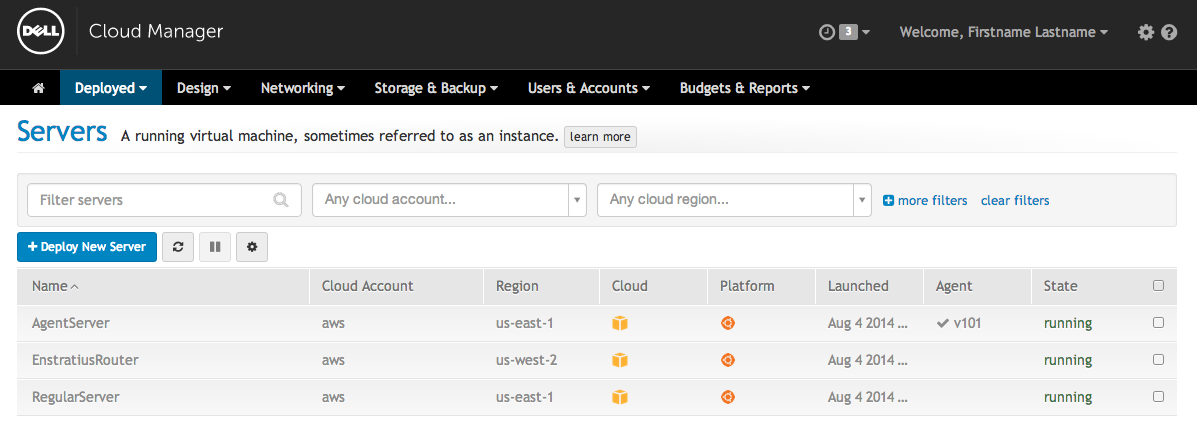 DELL Cloud Manager 3 Welcome, Firstname Lastname
Deployed Design Networking Storage & Backup Users & Accounts Budgets & Reports
Servers A running virtual machine, sometimes referred to as an instance. learn more
Filter servers Any cloud account... Any cloud region... more filters clear filters
+ Deploy New Server
Name Cloud Account Region Cloud Platform Launched Agent State
AgentServer aws us-east-1 Aug 4 2014 ... v101 running
EnstratiusRouter aws us-west-2 Aug 4 2014 ... running
RegularServer aws us-east-1 Aug 4 2014 ... running